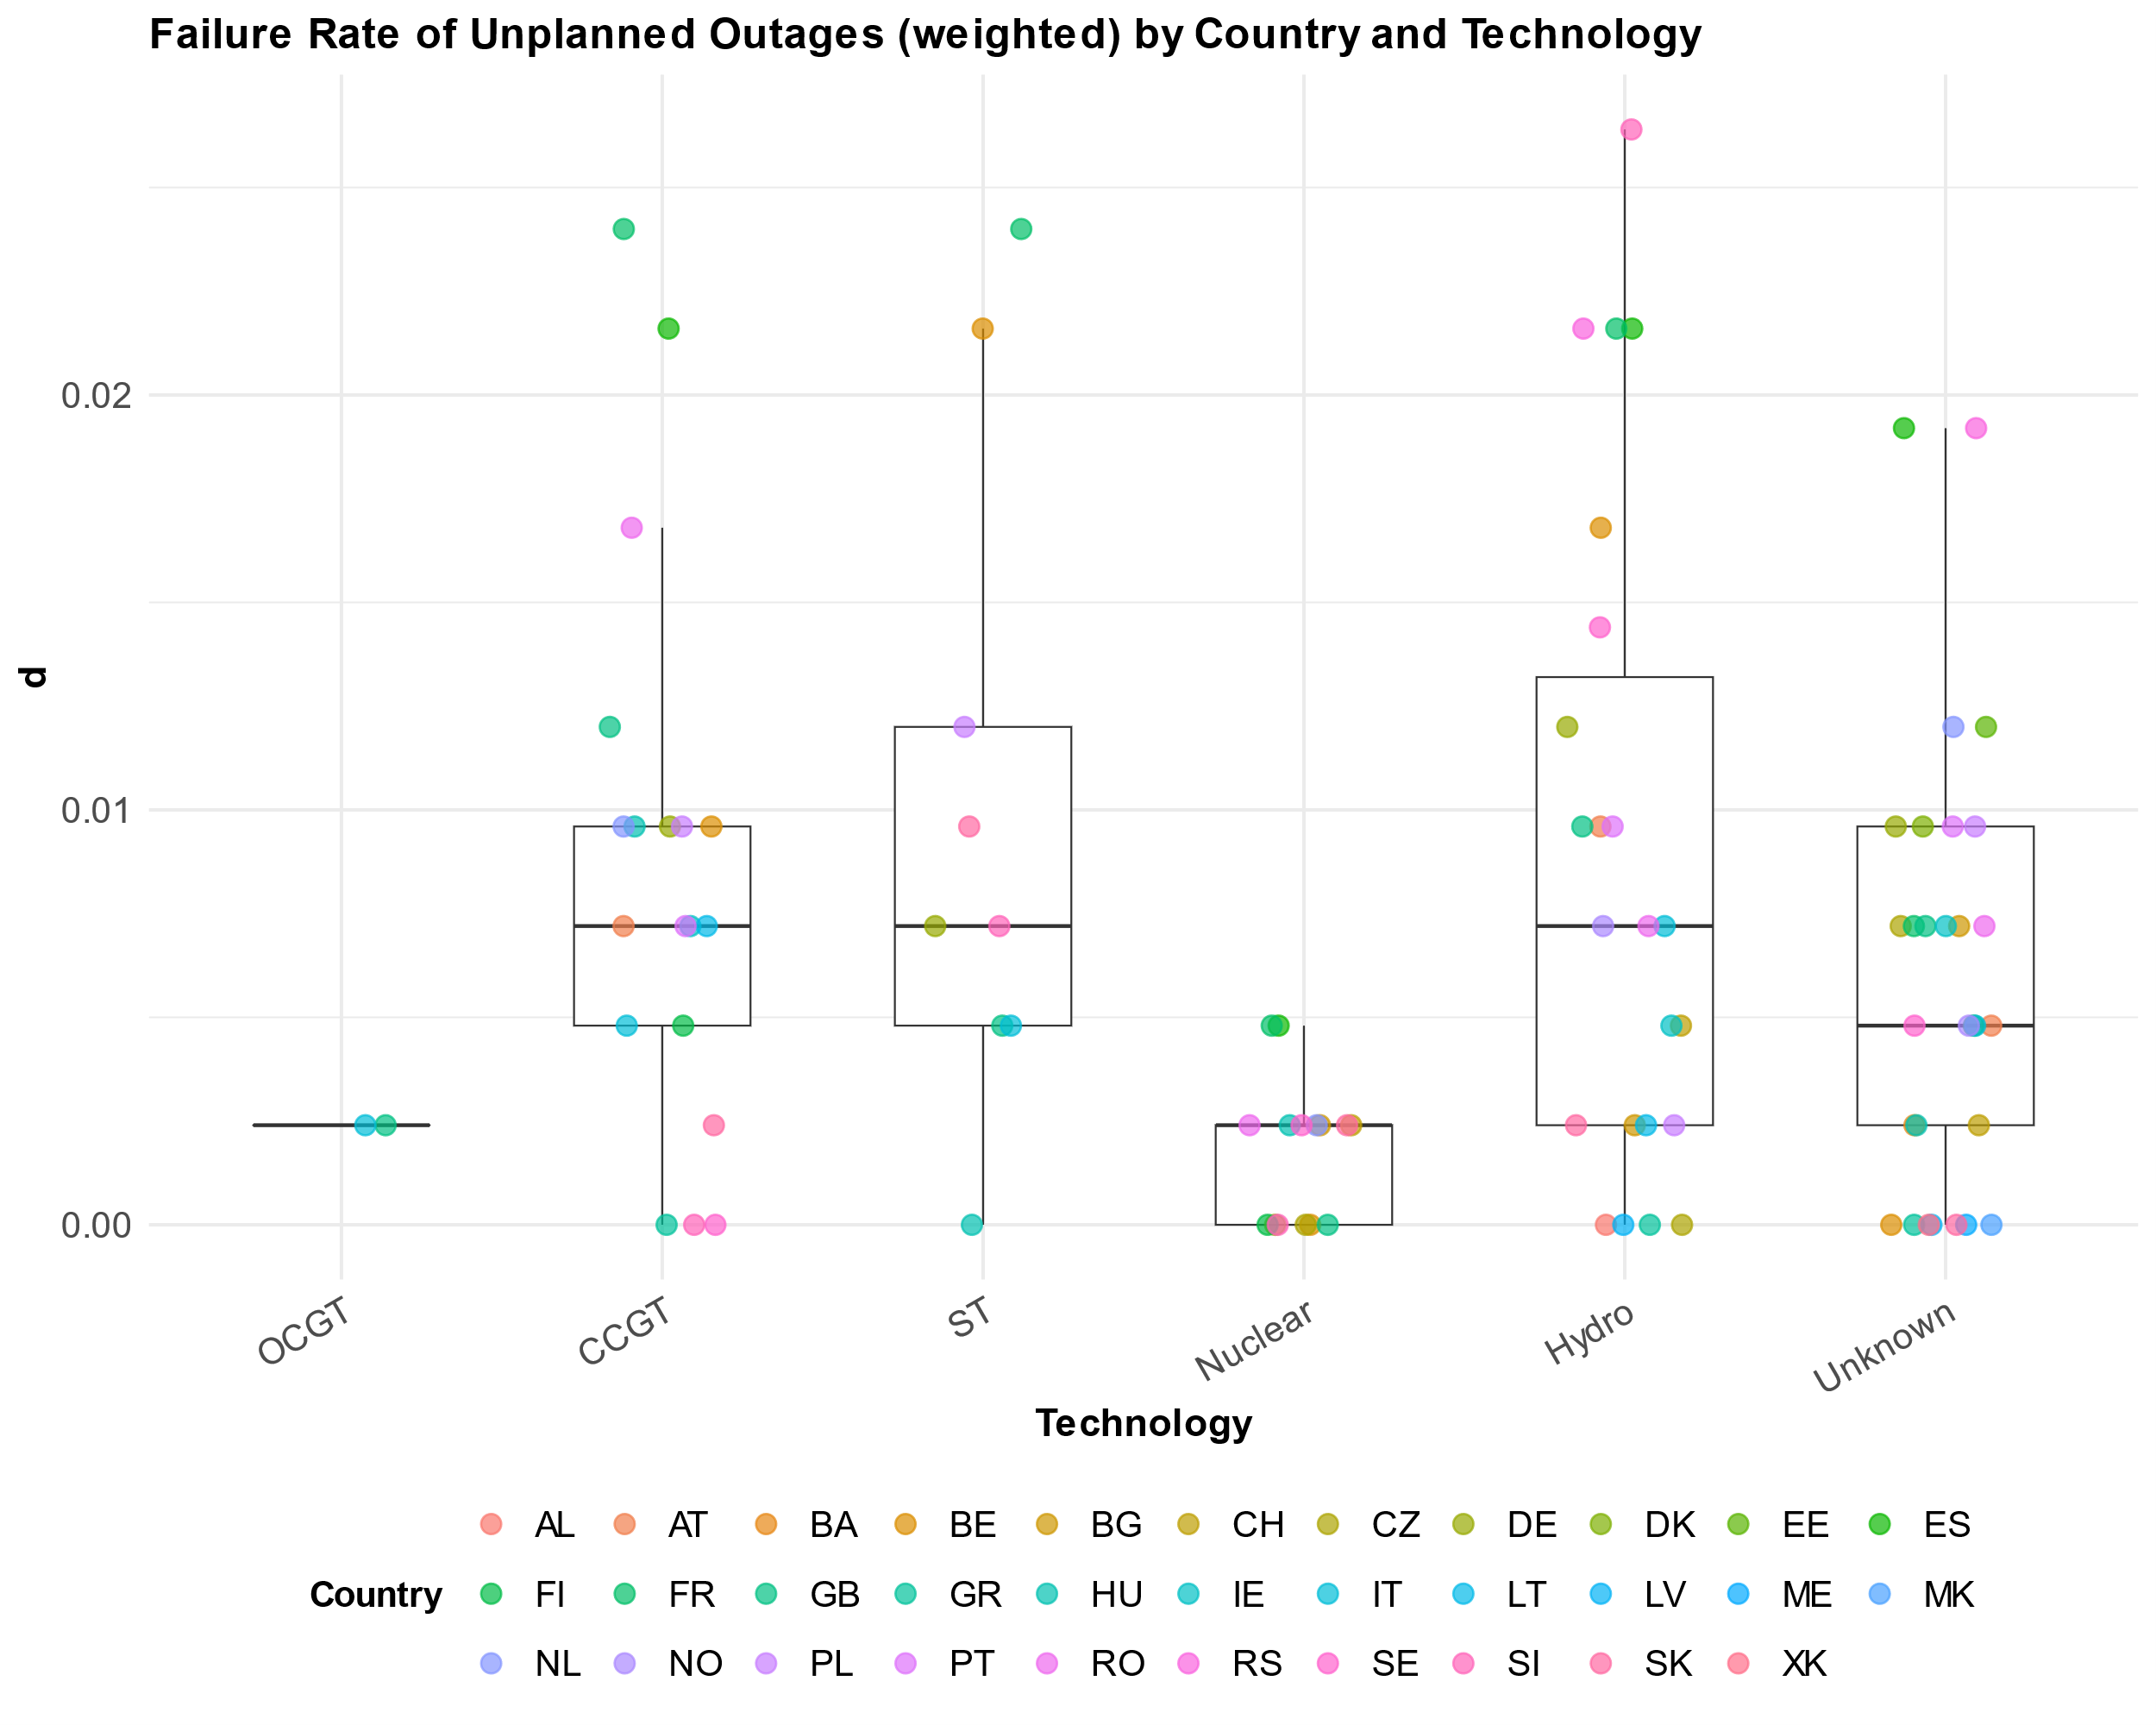 Failure Rate of Unplanned Outages (weighted) by Country and Technology
d
0.02
0.01
0.00
OCGT
CCGT
ST
Nuclear
Hydro
Unknown
Technology
AL AT BA BE BG CH CZ DE DK EE ES
Country FI FR GB GR HU IE IT LT LV ME MK
NL NO PL PT RO RS SE SI SK XK